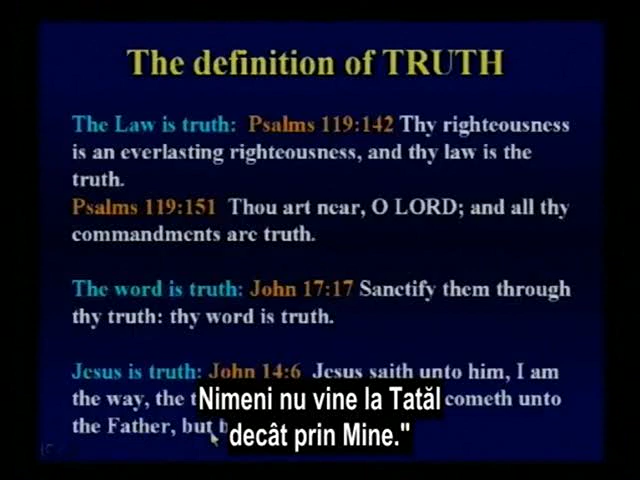 The definition of TRUTH
The Law is truth: Psalms 119:142 Thy righteousness
is an everlasting righteousness, and thy law is the
truth.
Psalms 119:151 Thou art near, O LORD; and all thy
commandments are truth.
The word is truth: John 17:17 Sanctify them through
thy truth: thy word is truth.
Jesus is truth: John 14:6 Jesus saith unto him, I am
the way, the cometh unto
the Father, but
Nimeni nu vine la Tatăl
decât prin Mine."